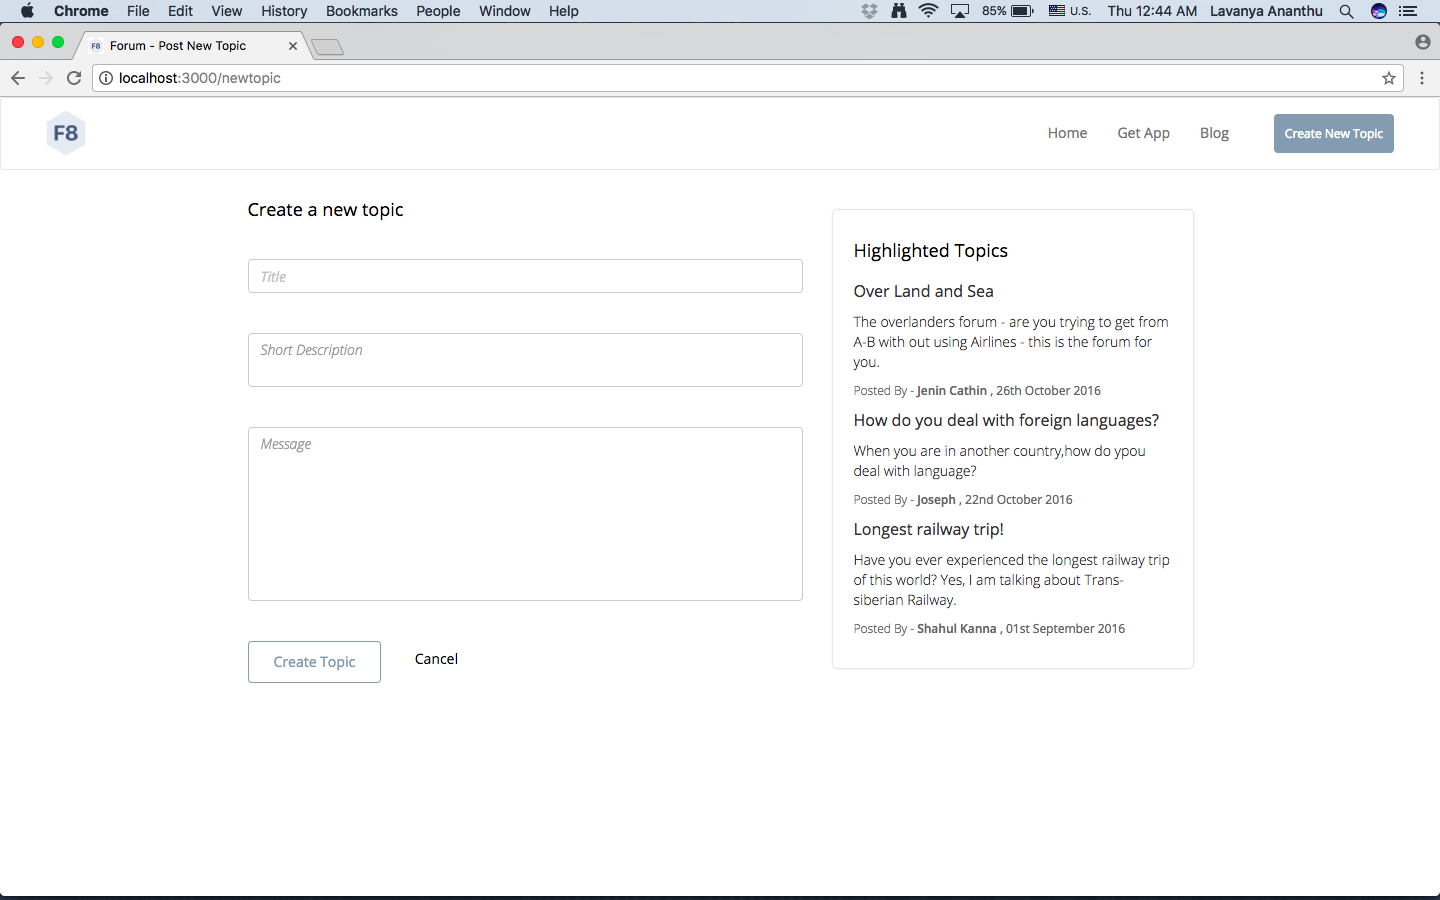 Chrome File Edit View History Bookmarks People Window Help 85% U.S. Thu 12:44 AM Lavanya Ananthu
F8 Forum - Post New Topic
localhost:3000/newtopic
F8 Home Get App Blog Create New Topic
Create a new topic
Title
Short Description
Message
Create Topic Cancel
Highlighted Topics
Over Land and Sea
The overlanders forum - are you trying to get from
A-B with out using Airlines - this is the forum for
you.
Posted By - Jenin Cathin , 26th October 2016
How do you deal with foreign languages?
When you are in another country,how do ypou
deal with language?
Posted By - Joseph , 22nd October 2016
Longest railway trip!
Have you ever experienced the longest railway trip
of this world? Yes, I am talking about Trans-
siberian Railway.
Posted By - Shahul Kanna , 01st September 2016